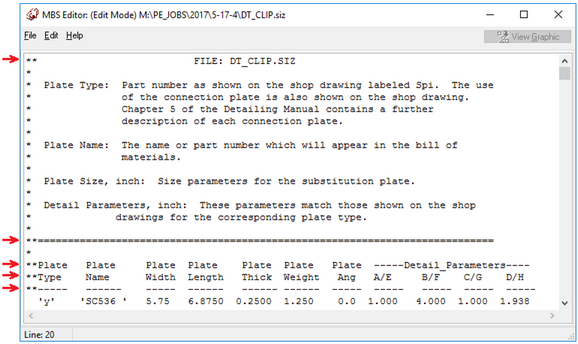 MBS Editor: (Edit Mode) M:\PE_JOBS\2017\5-17-4\DT_CLIP.siz
File Edit Help
View Graphic
** FILE: DT_CLIP.SIZ
*
* Plate Type: Part number as shown on the shop drawing labeled Spi. The use
* of the connection plate is also shown on the shop drawing.
* Chapter 5 of the Detailing Manual contains a further
* description of each connection plate.
*
* Plate Name: The name or part number which will appear in the bill of
* materials.
*
* Plate Size, inch: Size parameters for the substitution plate.
*
* Detail Parameters, inch: These parameters match those shown on the shop
* drawings for the corresponding plate type.
*
**=========================================================================
*
**Plate Plate Plate Plate Plate Plate Plate -----Detail_Parameters----
**Type Name Width Length Thick Weight Ang A/E B/F C/G D/H
**----- ----- ----- ------ ----- ------ ----- ----- ----- ----- -----
'y' 'SC536 ' 5.75 6.8750 0.2500 1.250 0.0 1.000 4.000 1.000 1.938
Line: 20